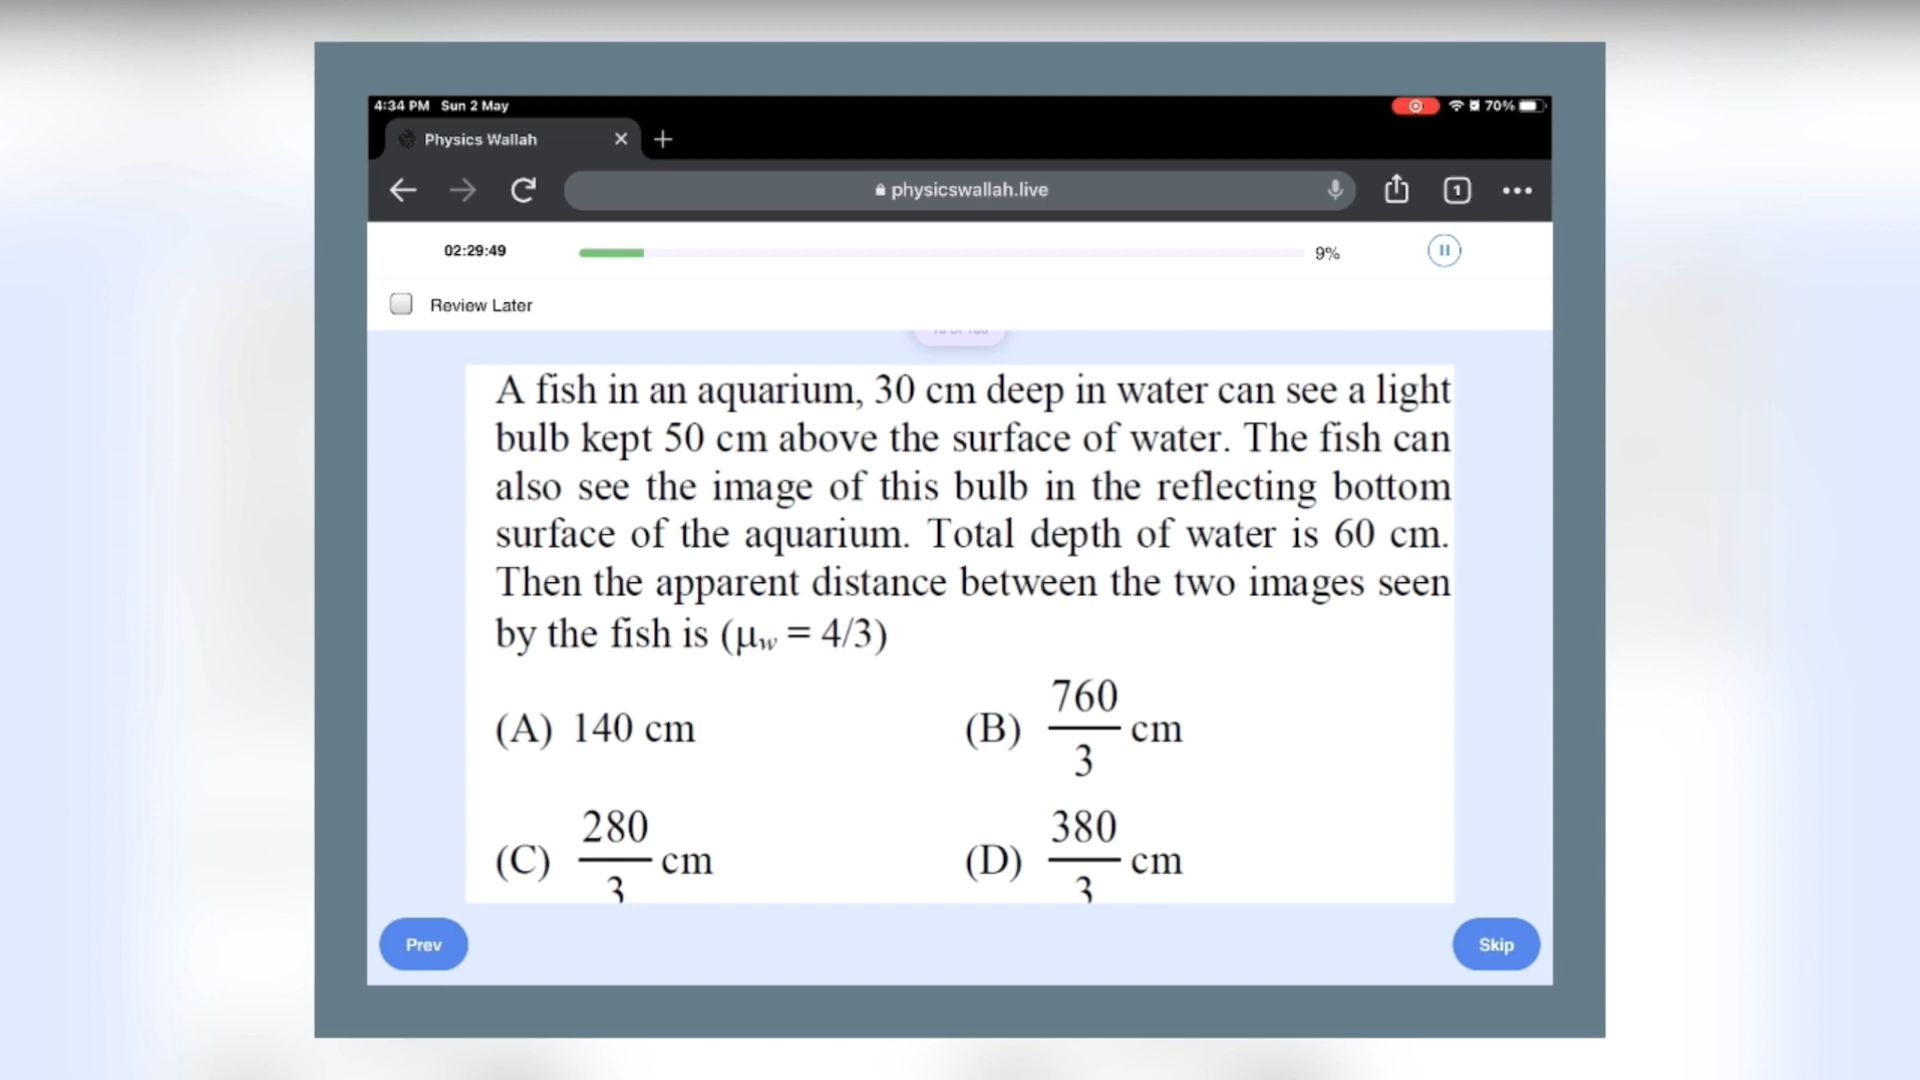 4:34 PM Sun 2 May
70%
Physics Wallah
physicswallah.live
1
02:29:49
9%
Review Later
A fish in an aquarium, 30 cm deep in water can see a light
bulb kept 50 cm above the surface of water. The fish can
also see the image of this bulb in the reflecting bottom
surface of the aquarium. Total depth of water is 60 cm.
Then the apparent distance between the two images seen
by the fish is (μw = 4/3)
(A) 140 cm
(B) 760/3 cm
(C) 280/3 cm
(D) 380/3 cm
Prev
Skip